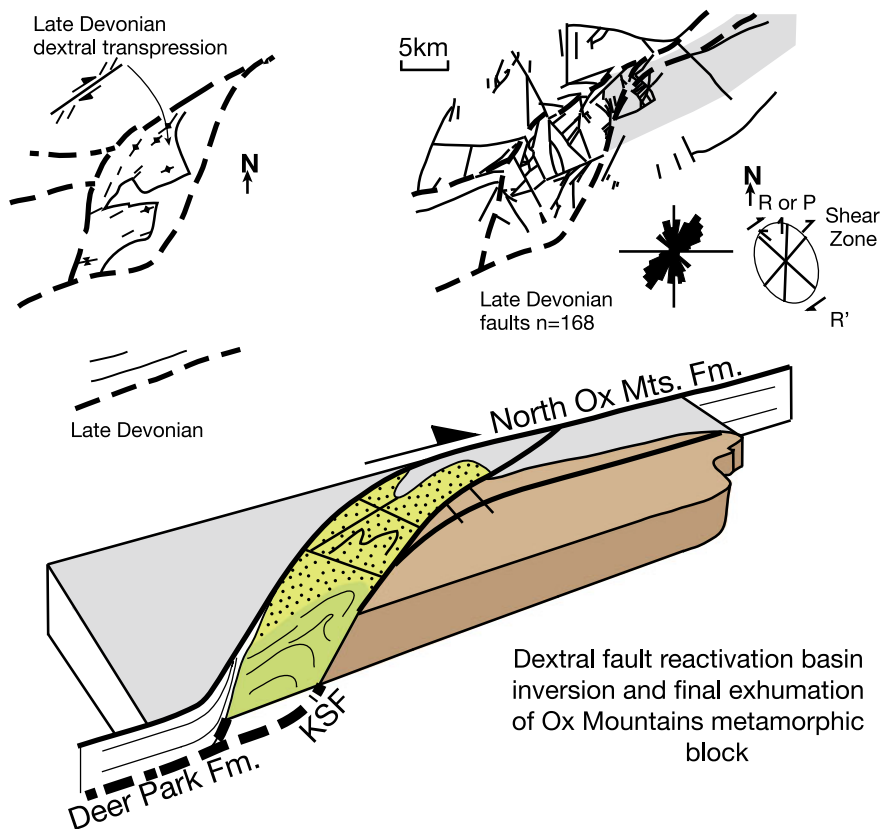 Late Devonian
dextral transpression
N
5km
N
R or P
Shear
Zone
R'
Late Devonian
faults n=168
Late Devonian
North Ox Mts. Fm.
KSF
Deer Park Fm.
Dextral fault reactivation basin
inversion and final exhumation
of Ox Mountains metamorphic
block